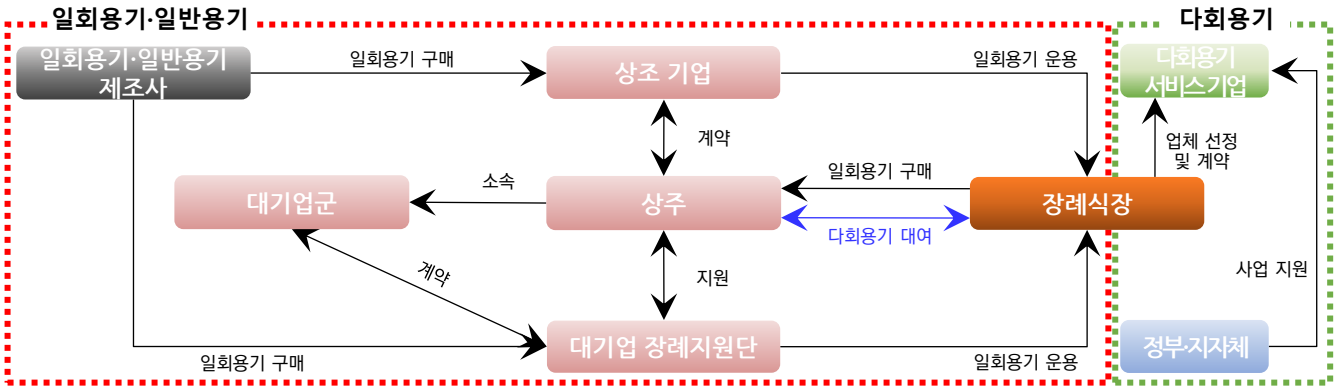 일회용기·일반용기
다회용기
일회용기·일반용기
제조사
일회용기 구매
상조 기업
일회용기 운용
다회용기
서비스기업
계약
업체 선정
및 계약
일회용기 구매
소속
대기업군
상주
장례식장
다회용기 대여
계약
지원
사업 지원
대기업 장례지원단
정부·지자체
일회용기 구매
일회용기 운용